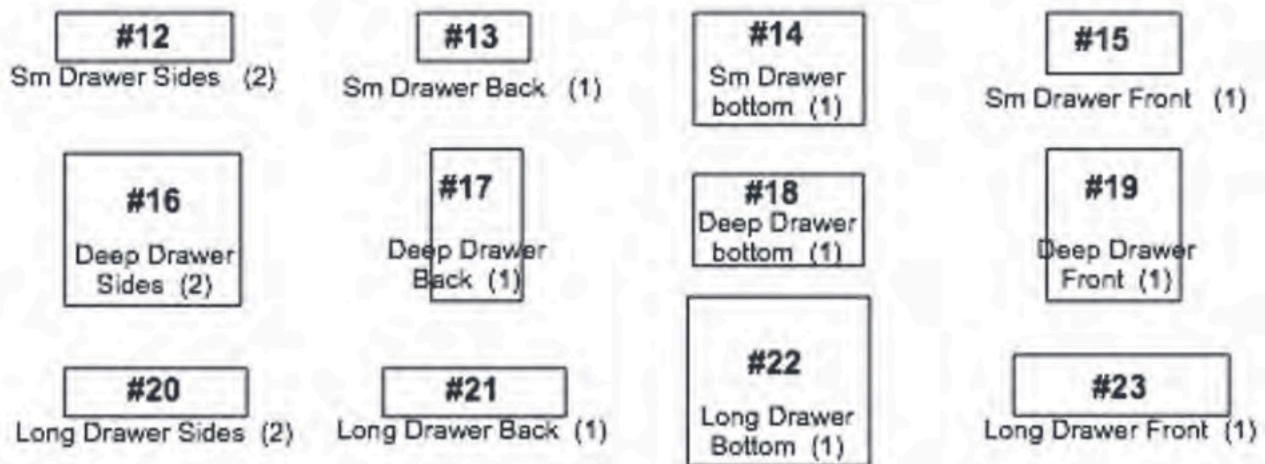 #12
Sm Drawer Sides (2)
#13
Sm Drawer Back (1)
#14
Sm Drawer
bottom (1)
#15
Sm Drawer Front (1)
#16
Deep Drawer
Sides (2)
#17
Deep Drawer
Back (1)
#18
Deep Drawer
bottom (1)
#19
Deep Drawer
Front (1)
#20
Long Drawer Sides (2)
#21
Long Drawer Back (1)
#22
Long Drawer
Bottom (1)
#23
Long Drawer Front (1)